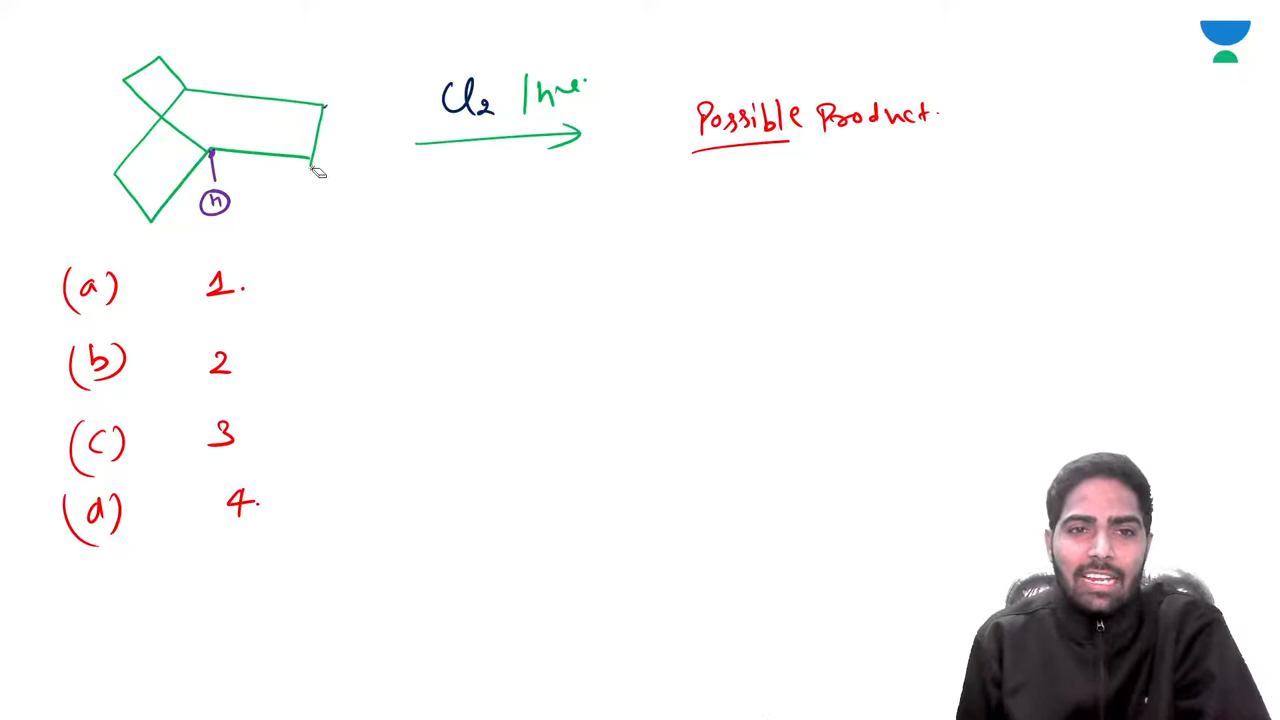 Cl2 /hν.
Possible Product.
h
(a) 1.
(b) 2
(c) 3
(d) 4.